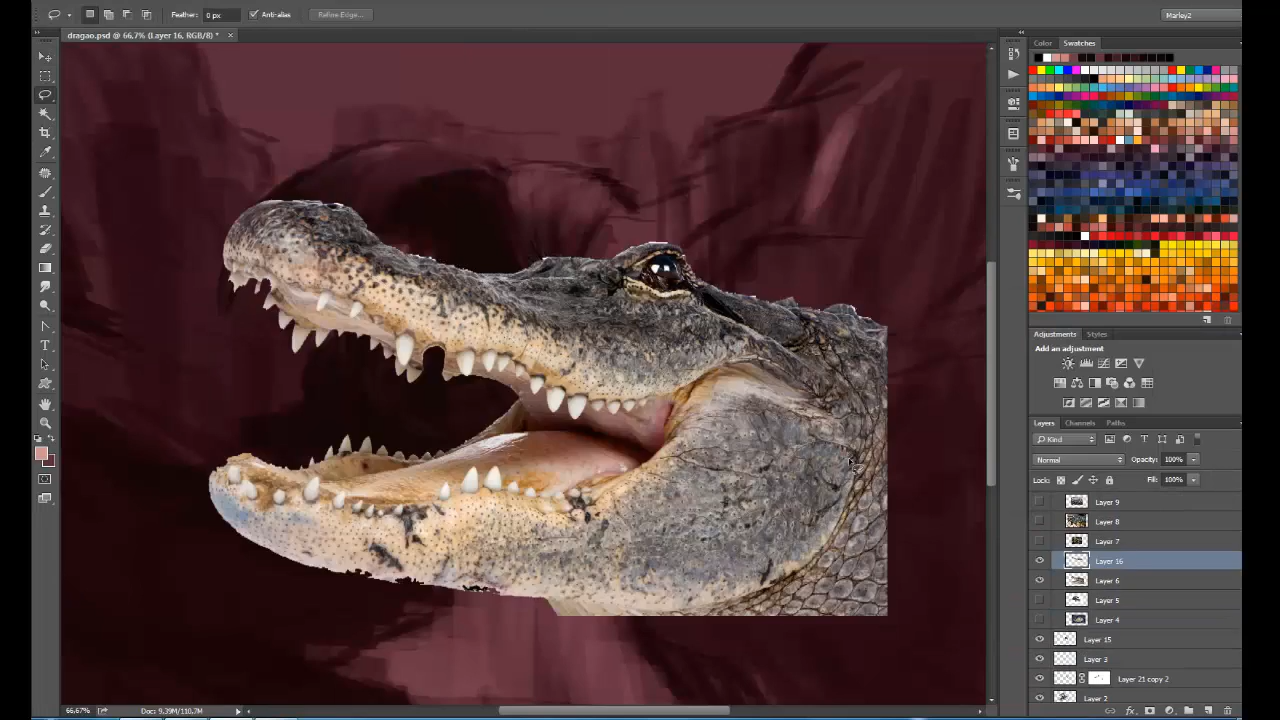 Feather: 0 px Anti-alias Refine Edge... Marley2
dragao.psd @ 66,7% (Layer 16, RGB/8) * ×
Color Swatches
Adjustments Styles
Add an adjustment
Layers Channels Paths
Kind
Normal Opacity: 100%
Lock: Fill: 100%
Layer 9
Layer 8
Layer 7
Layer 16
Layer 6
Layer 5
Layer 4
Layer 15
Layer 3
Layer 21 copy 2
Layer 2
66,67% Doc: 9,39M/110,7M